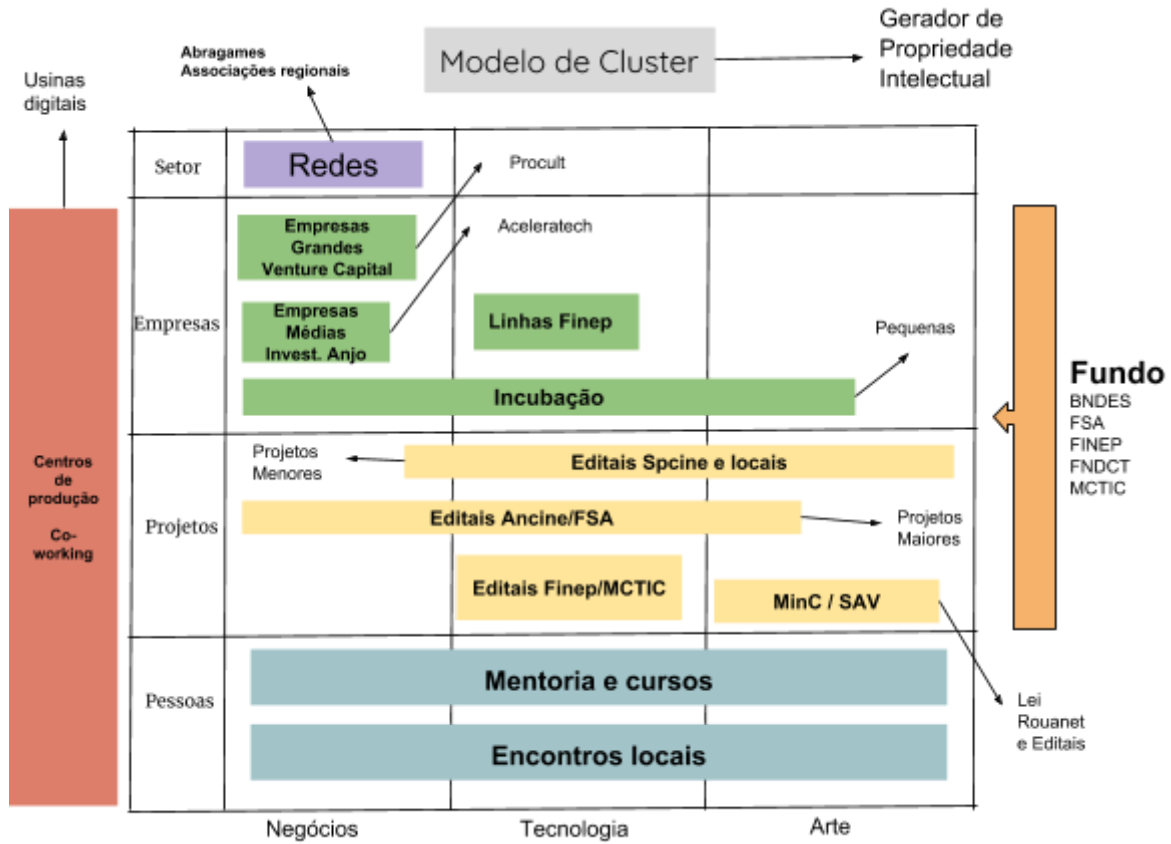 Modelo de Cluster
Gerador de
Propriedade
Intelectual
Abragames
Associações regionais
Usinas
digitais
Setor
Redes
Procult
Empresas
Empresas
Grandes
Venture Capital
Aceleratech
Empresas
Médias
Invest. Anjo
Linhas Finep
Pequenas
Incubação
Centros
de
produção
Co-
working
Projetos
Projetos
Menores
Editais Spcine e locais
Editais Ancine/FSA
Projetos
Maiores
Editais Finep/MCTIC
MinC / SAV
Fundo
BNDES
FSA
FINEP
FNDCT
MCTIC
Pessoas
Mentoria e cursos
Lei
Rouanet
e Editais
Encontros locais
Negócios
Tecnologia
Arte